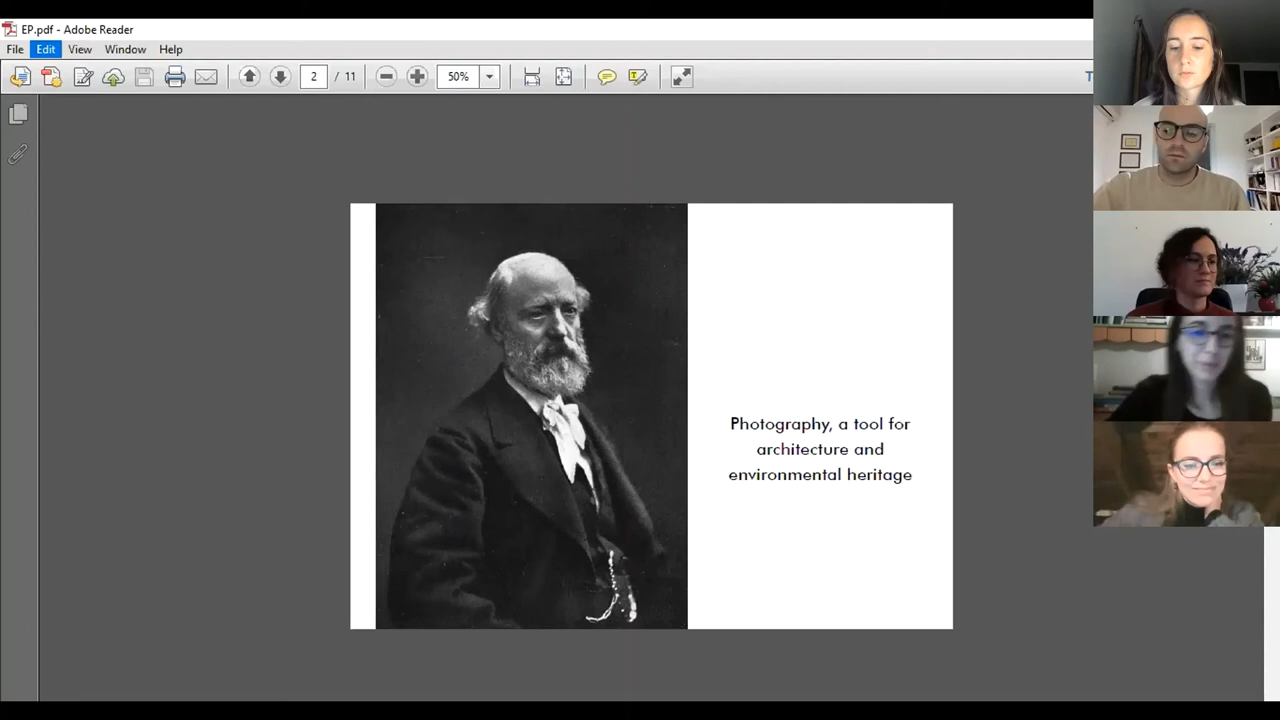 EP.pdf - Adobe Reader
File Edit View Window Help
2 / 11 50%
Photography, a tool for
architecture and
environmental heritage